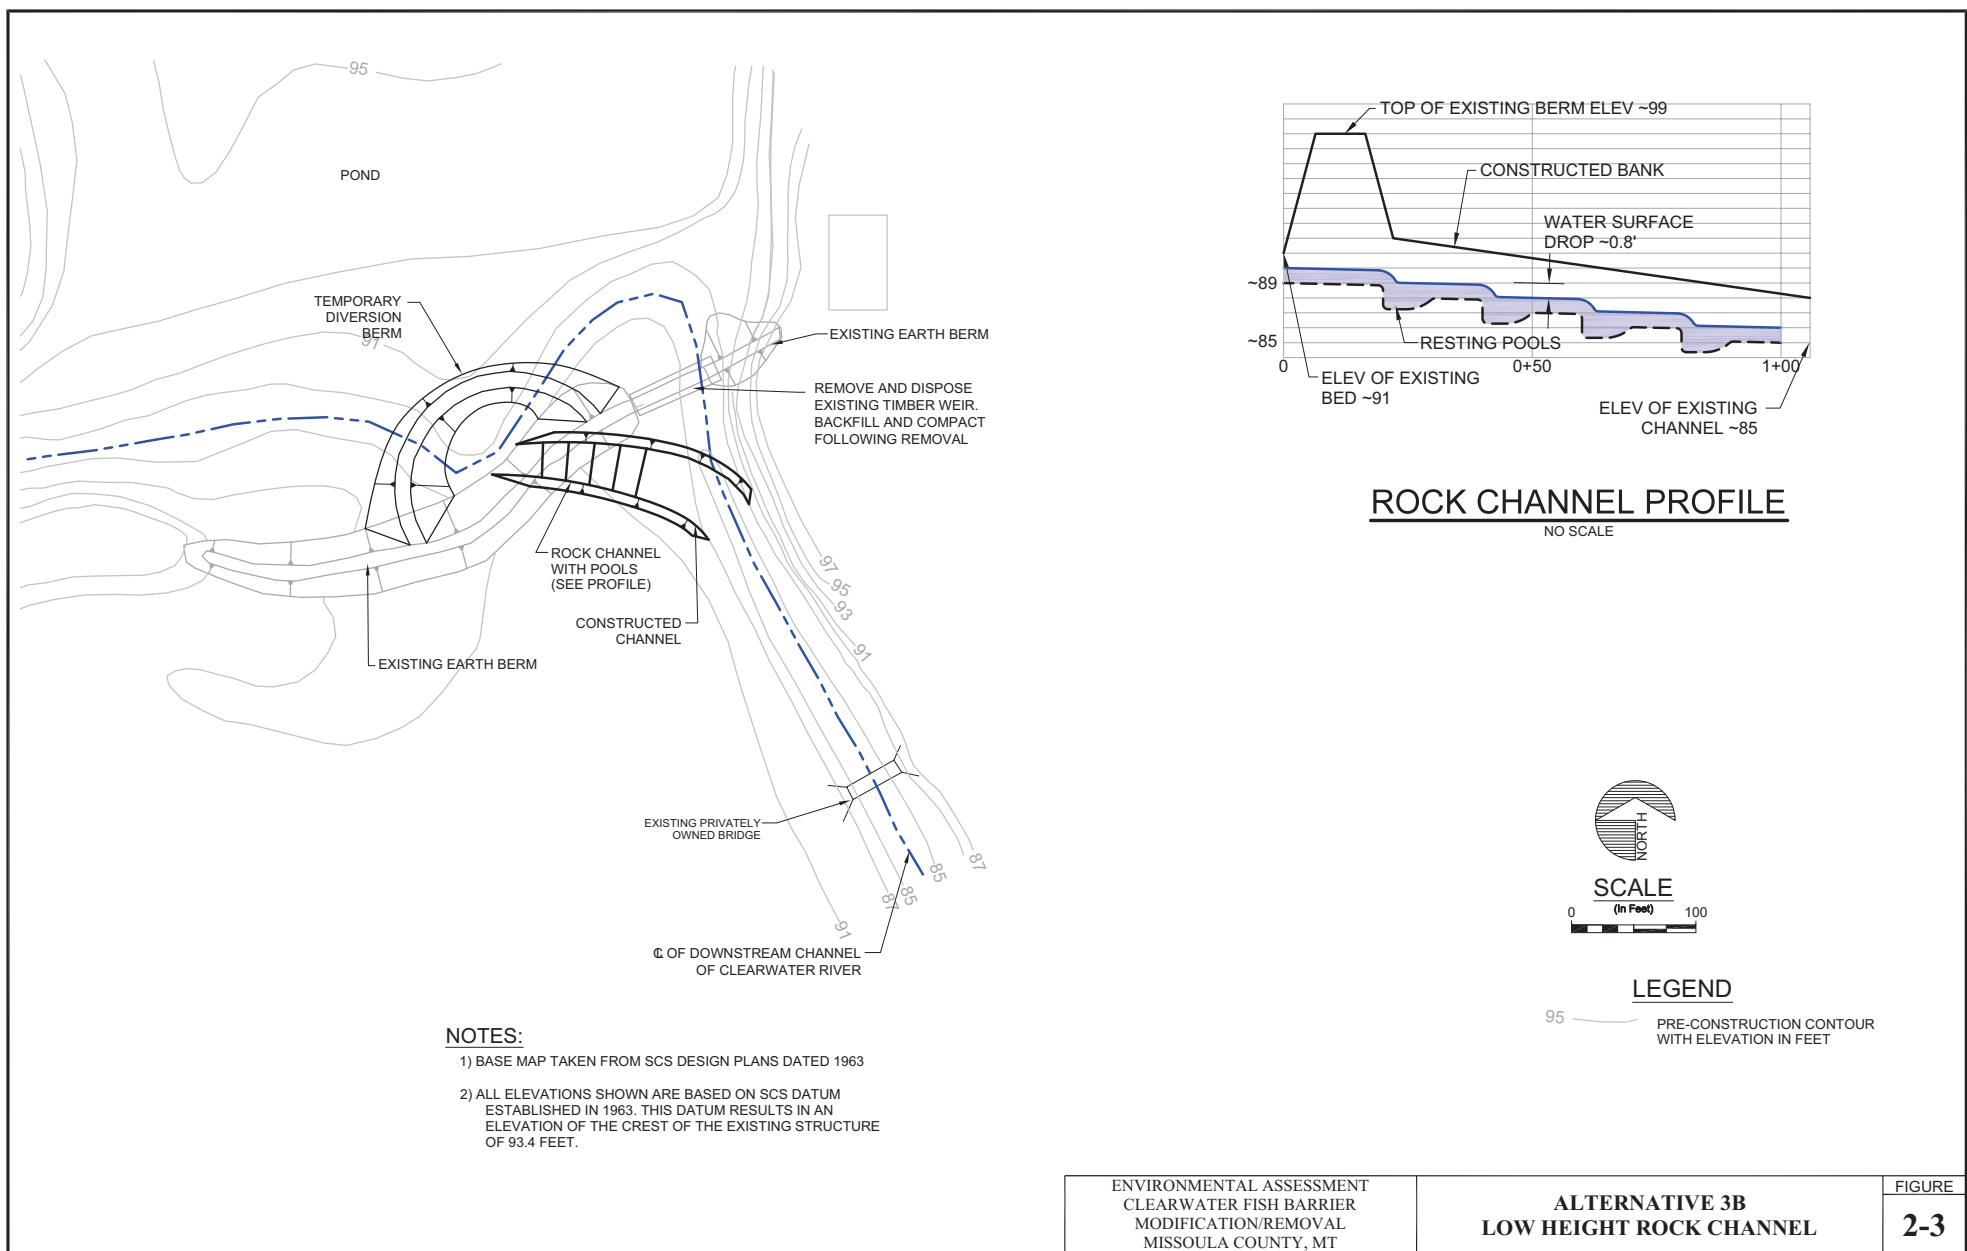 95
POND
TEMPORARY
DIVERSION
BERM
91
EXISTING EARTH BERM
REMOVE AND DISPOSE
EXISTING TIMBER WEIR.
BACKFILL AND COMPACT
FOLLOWING REMOVAL
ROCK CHANNEL
WITH POOLS
(SEE PROFILE)
CONSTRUCTED
CHANNEL
EXISTING EARTH BERM
97
95
93
91
EXISTING PRIVATELY
OWNED BRIDGE
87
85
85
87
91
℄ OF DOWNSTREAM CHANNEL
OF CLEARWATER RIVER
NOTES:
1) BASE MAP TAKEN FROM SCS DESIGN PLANS DATED 1963
2) ALL ELEVATIONS SHOWN ARE BASED ON SCS DATUM
ESTABLISHED IN 1963. THIS DATUM RESULTS IN AN
ELEVATION OF THE CREST OF THE EXISTING STRUCTURE
OF 93.4 FEET.
TOP OF EXISTING BERM ELEV ~99
CONSTRUCTED BANK
WATER SURFACE
DROP ~0.8'
~89
~85
RESTING POOLS
0
0+50
1+00
ELEV OF EXISTING
BED ~91
ELEV OF EXISTING
CHANNEL ~85
ROCK CHANNEL PROFILE
NO SCALE
NORTH
SCALE
(In Feet)
0
100
LEGEND
95
PRE-CONSTRUCTION CONTOUR
WITH ELEVATION IN FEET
ENVIRONMENTAL ASSESSMENT
CLEARWATER FISH BARRIER
MODIFICATION/REMOVAL
MISSOULA COUNTY, MT
ALTERNATIVE 3B
LOW HEIGHT ROCK CHANNEL
FIGURE
2-3